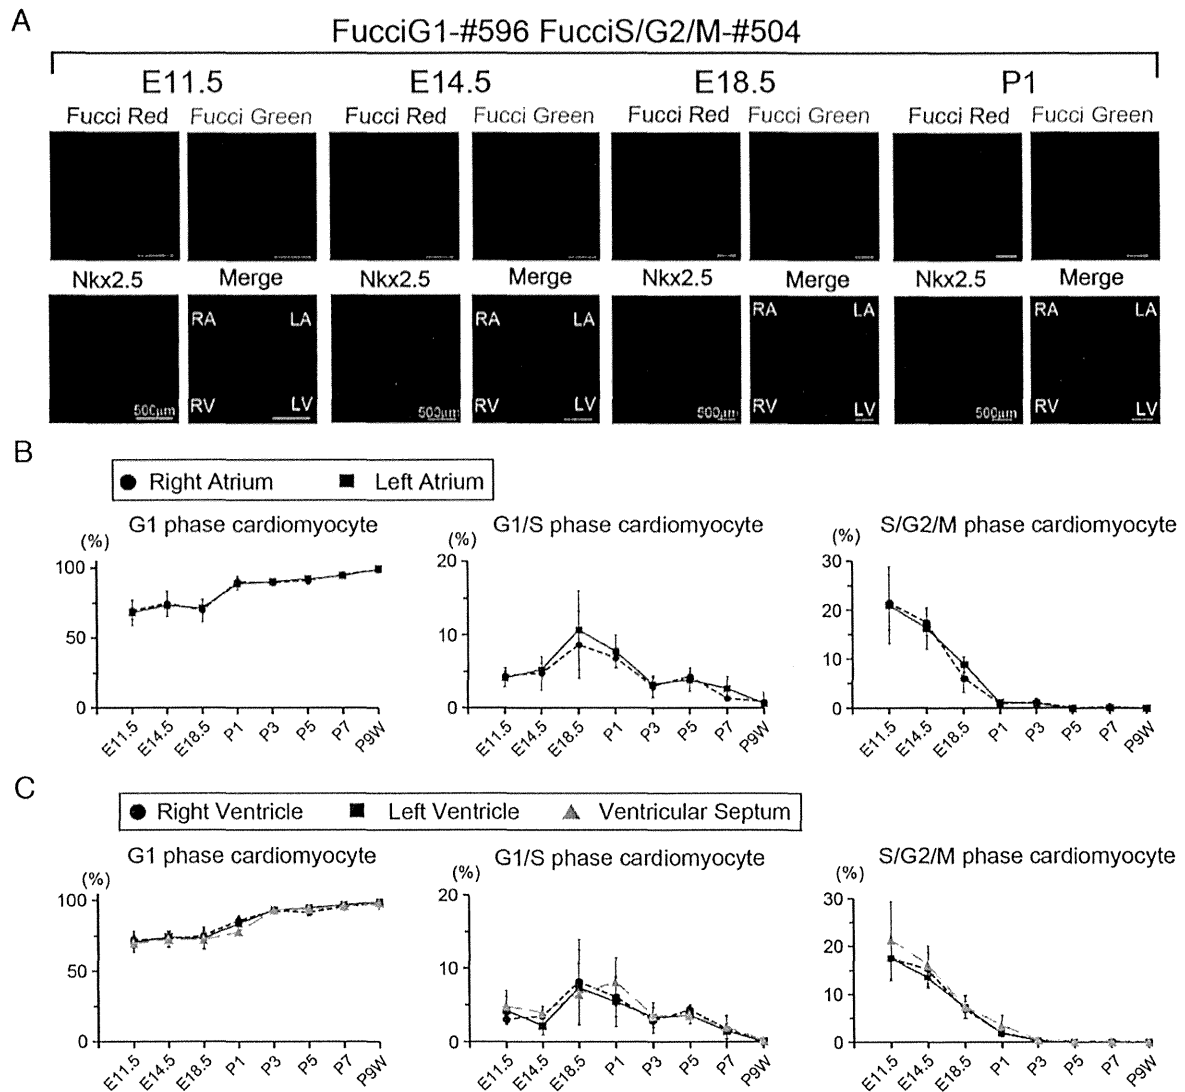 A
FucciG1-#596 FucciS/G2/M-#504
E11.5 E14.5 E18.5 P1
Fucci Red Fucci Green Fucci Red Fucci Green Fucci Red Fucci Green Fucci Red Fucci Green
Nkx2.5 Merge Nkx2.5 Merge Nkx2.5 Merge Nkx2.5 Merge
RA LA RA LA RA LA RA LA
500μm RV LV 500μm RV LV 500μm RV LV 500μm RV LV
B
Right Atrium Left Atrium
G1 phase cardiomyocyte
(%)
100
50
0
E11.5 E14.5 E18.5 P1 P3 P5 P7 P9W
G1/S phase cardiomyocyte
(%)
20
10
0
E11.5 E14.5 E18.5 P1 P3 P5 P7 P9W
S/G2/M phase cardiomyocyte
(%)
30
20
10
0
E11.5 E14.5 E18.5 P1 P3 P5 P7 P9W
C
Right Ventricle Left Ventricle Ventricular Septum
G1 phase cardiomyocyte
(%)
100
50
0
E11.5 E14.5 E18.5 P1 P3 P5 P7 P9W
G1/S phase cardiomyocyte
(%)
20
10
0
E11.5 E14.5 E18.5 P1 P3 P5 P7 P9W
S/G2/M phase cardiomyocyte
(%)
30
20
10
0
E11.5 E14.5 E18.5 P1 P3 P5 P7 P9W